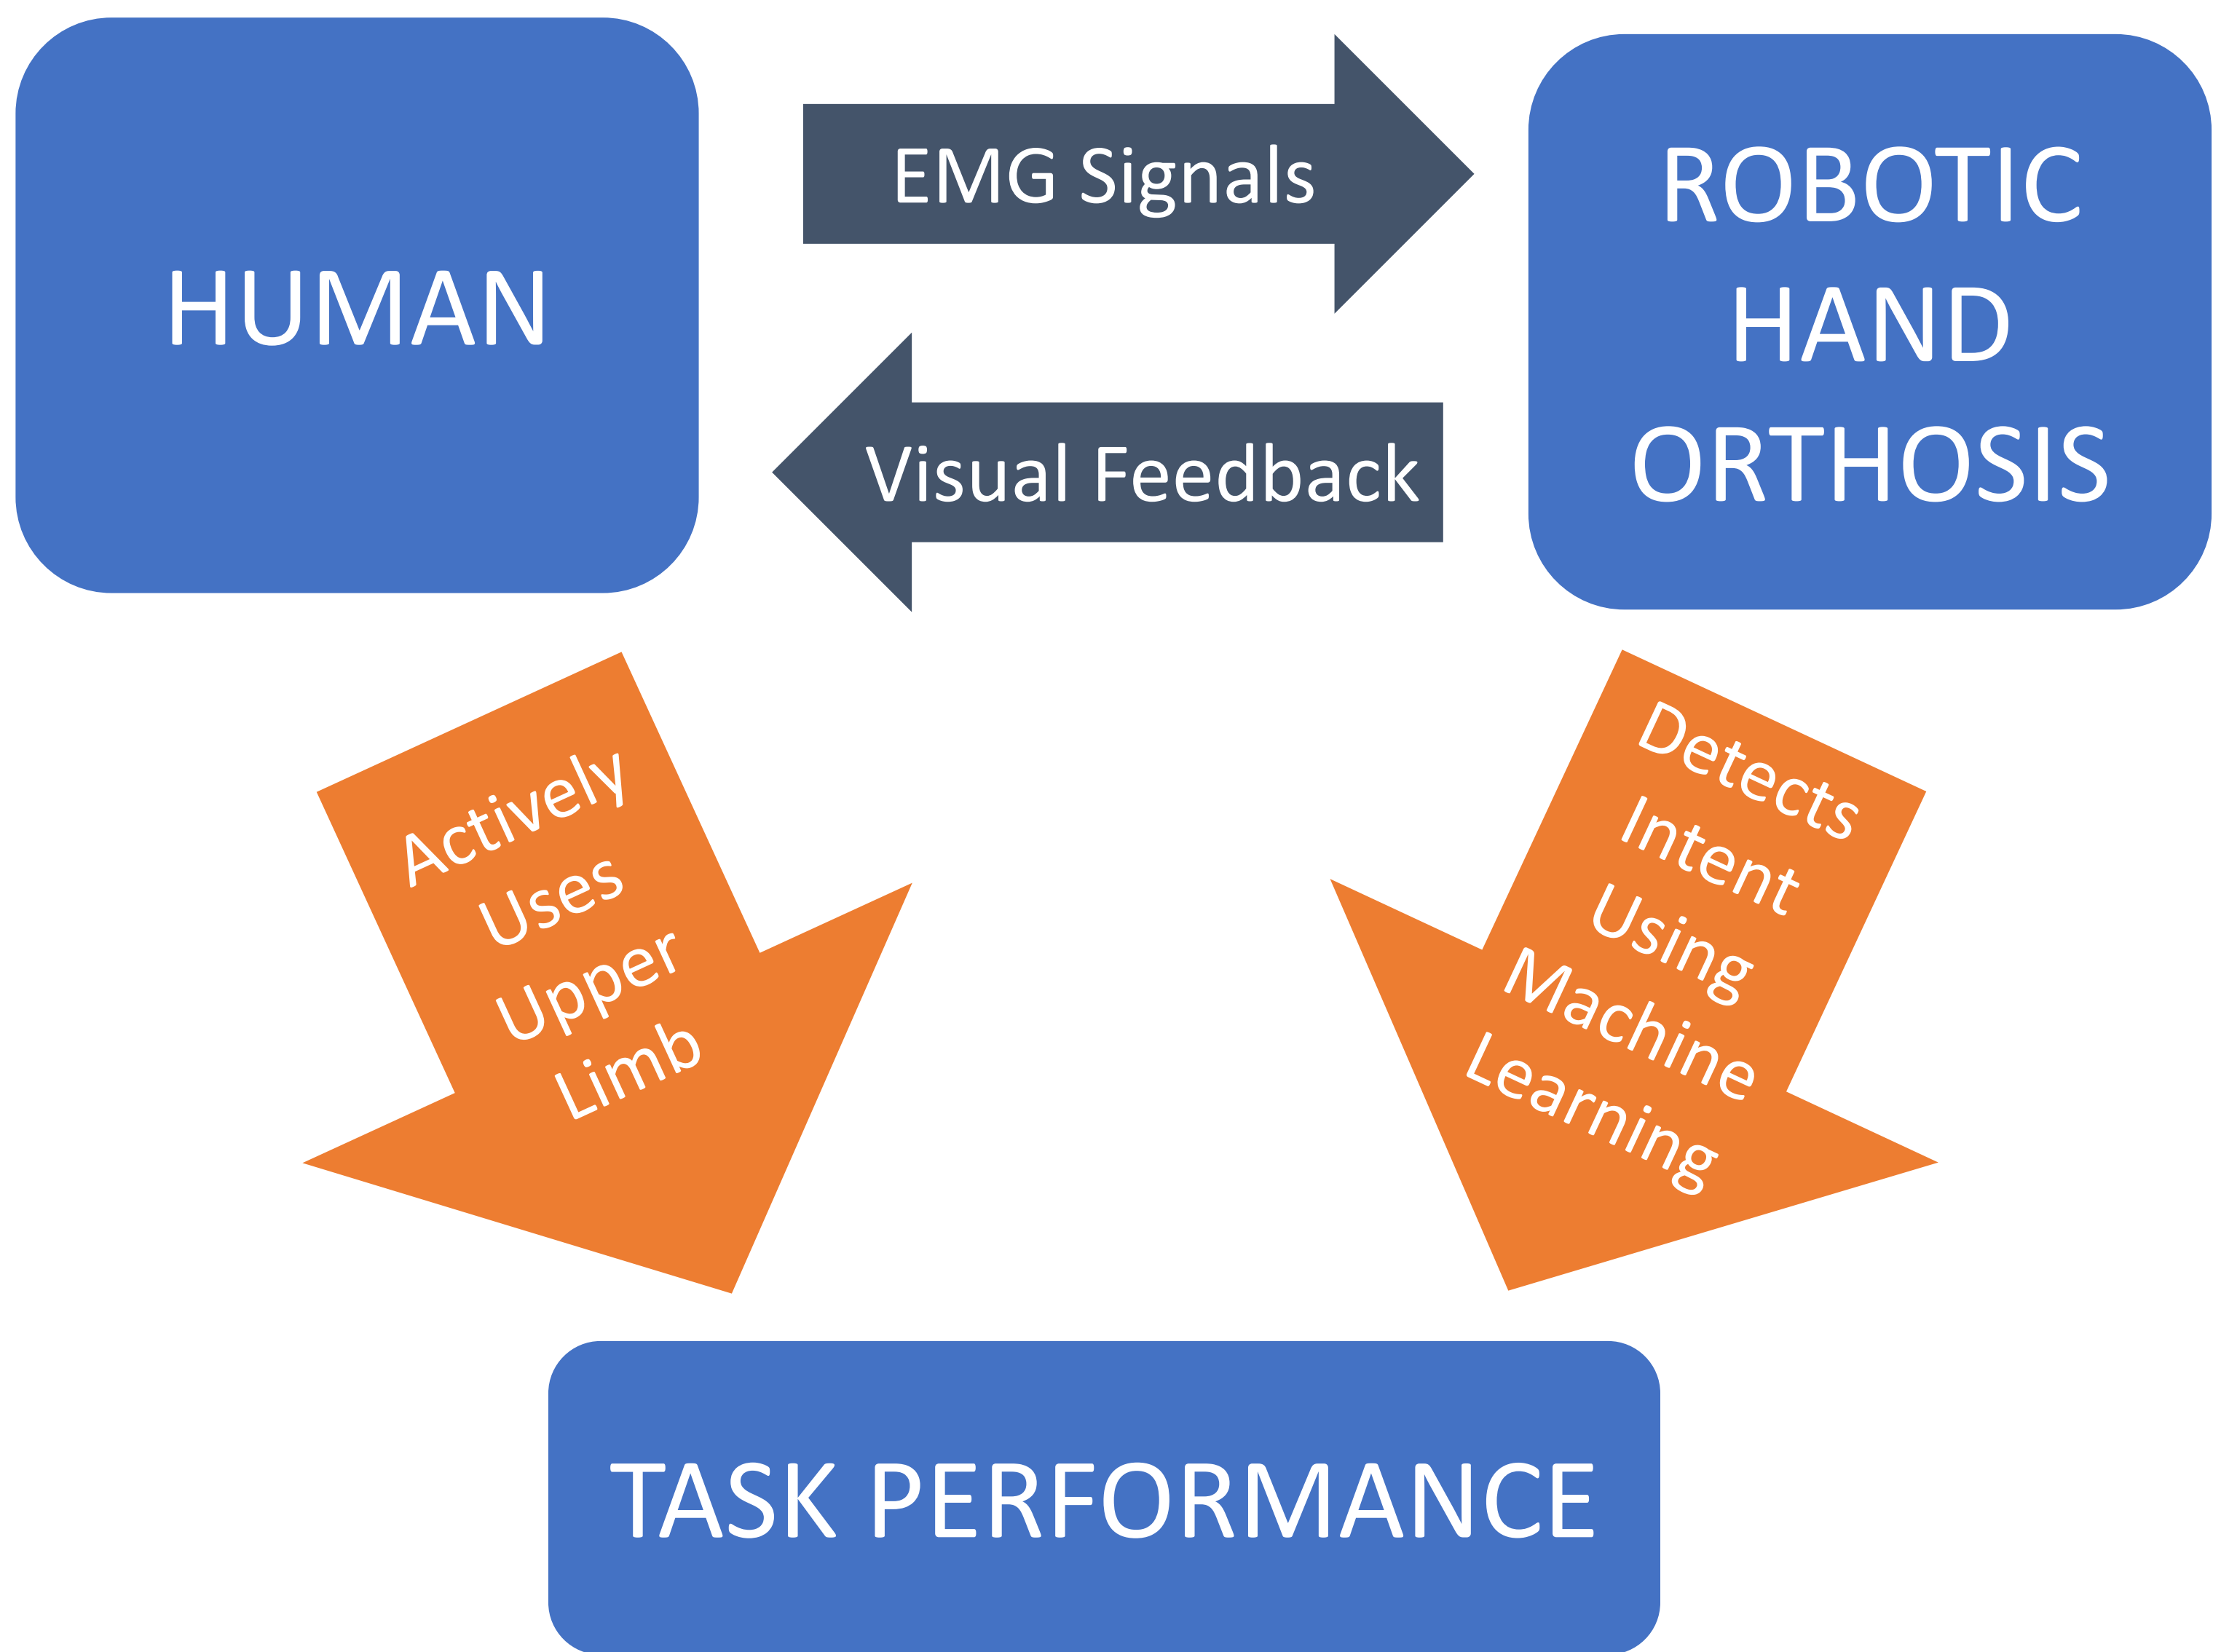 HUMAN
EMG Signals
Visual Feedback
ROBOTIC
HAND
ORTHOSIS
Actively
Uses
Upper
Limb
Detects
Intent
Using
Machine
Learning
TASK PERFORMANCE